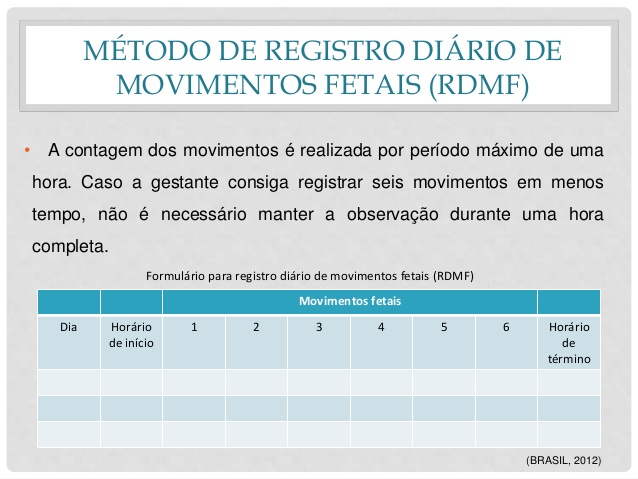 MÉTODO DE REGISTRO DIÁRIO DE
MOVIMENTOS FETAIS (RDMF)
• A contagem dos movimentos é realizada por período máximo de uma
hora. Caso a gestante consiga registrar seis movimentos em menos
tempo, não é necessário manter a observação durante uma hora
completa.
Formulário para registro diário de movimentos fetais (RDMF)
Movimentos fetais
Dia Horário 1 2 3 4 5 6 Horário
de início de
término
(BRASIL, 2012)